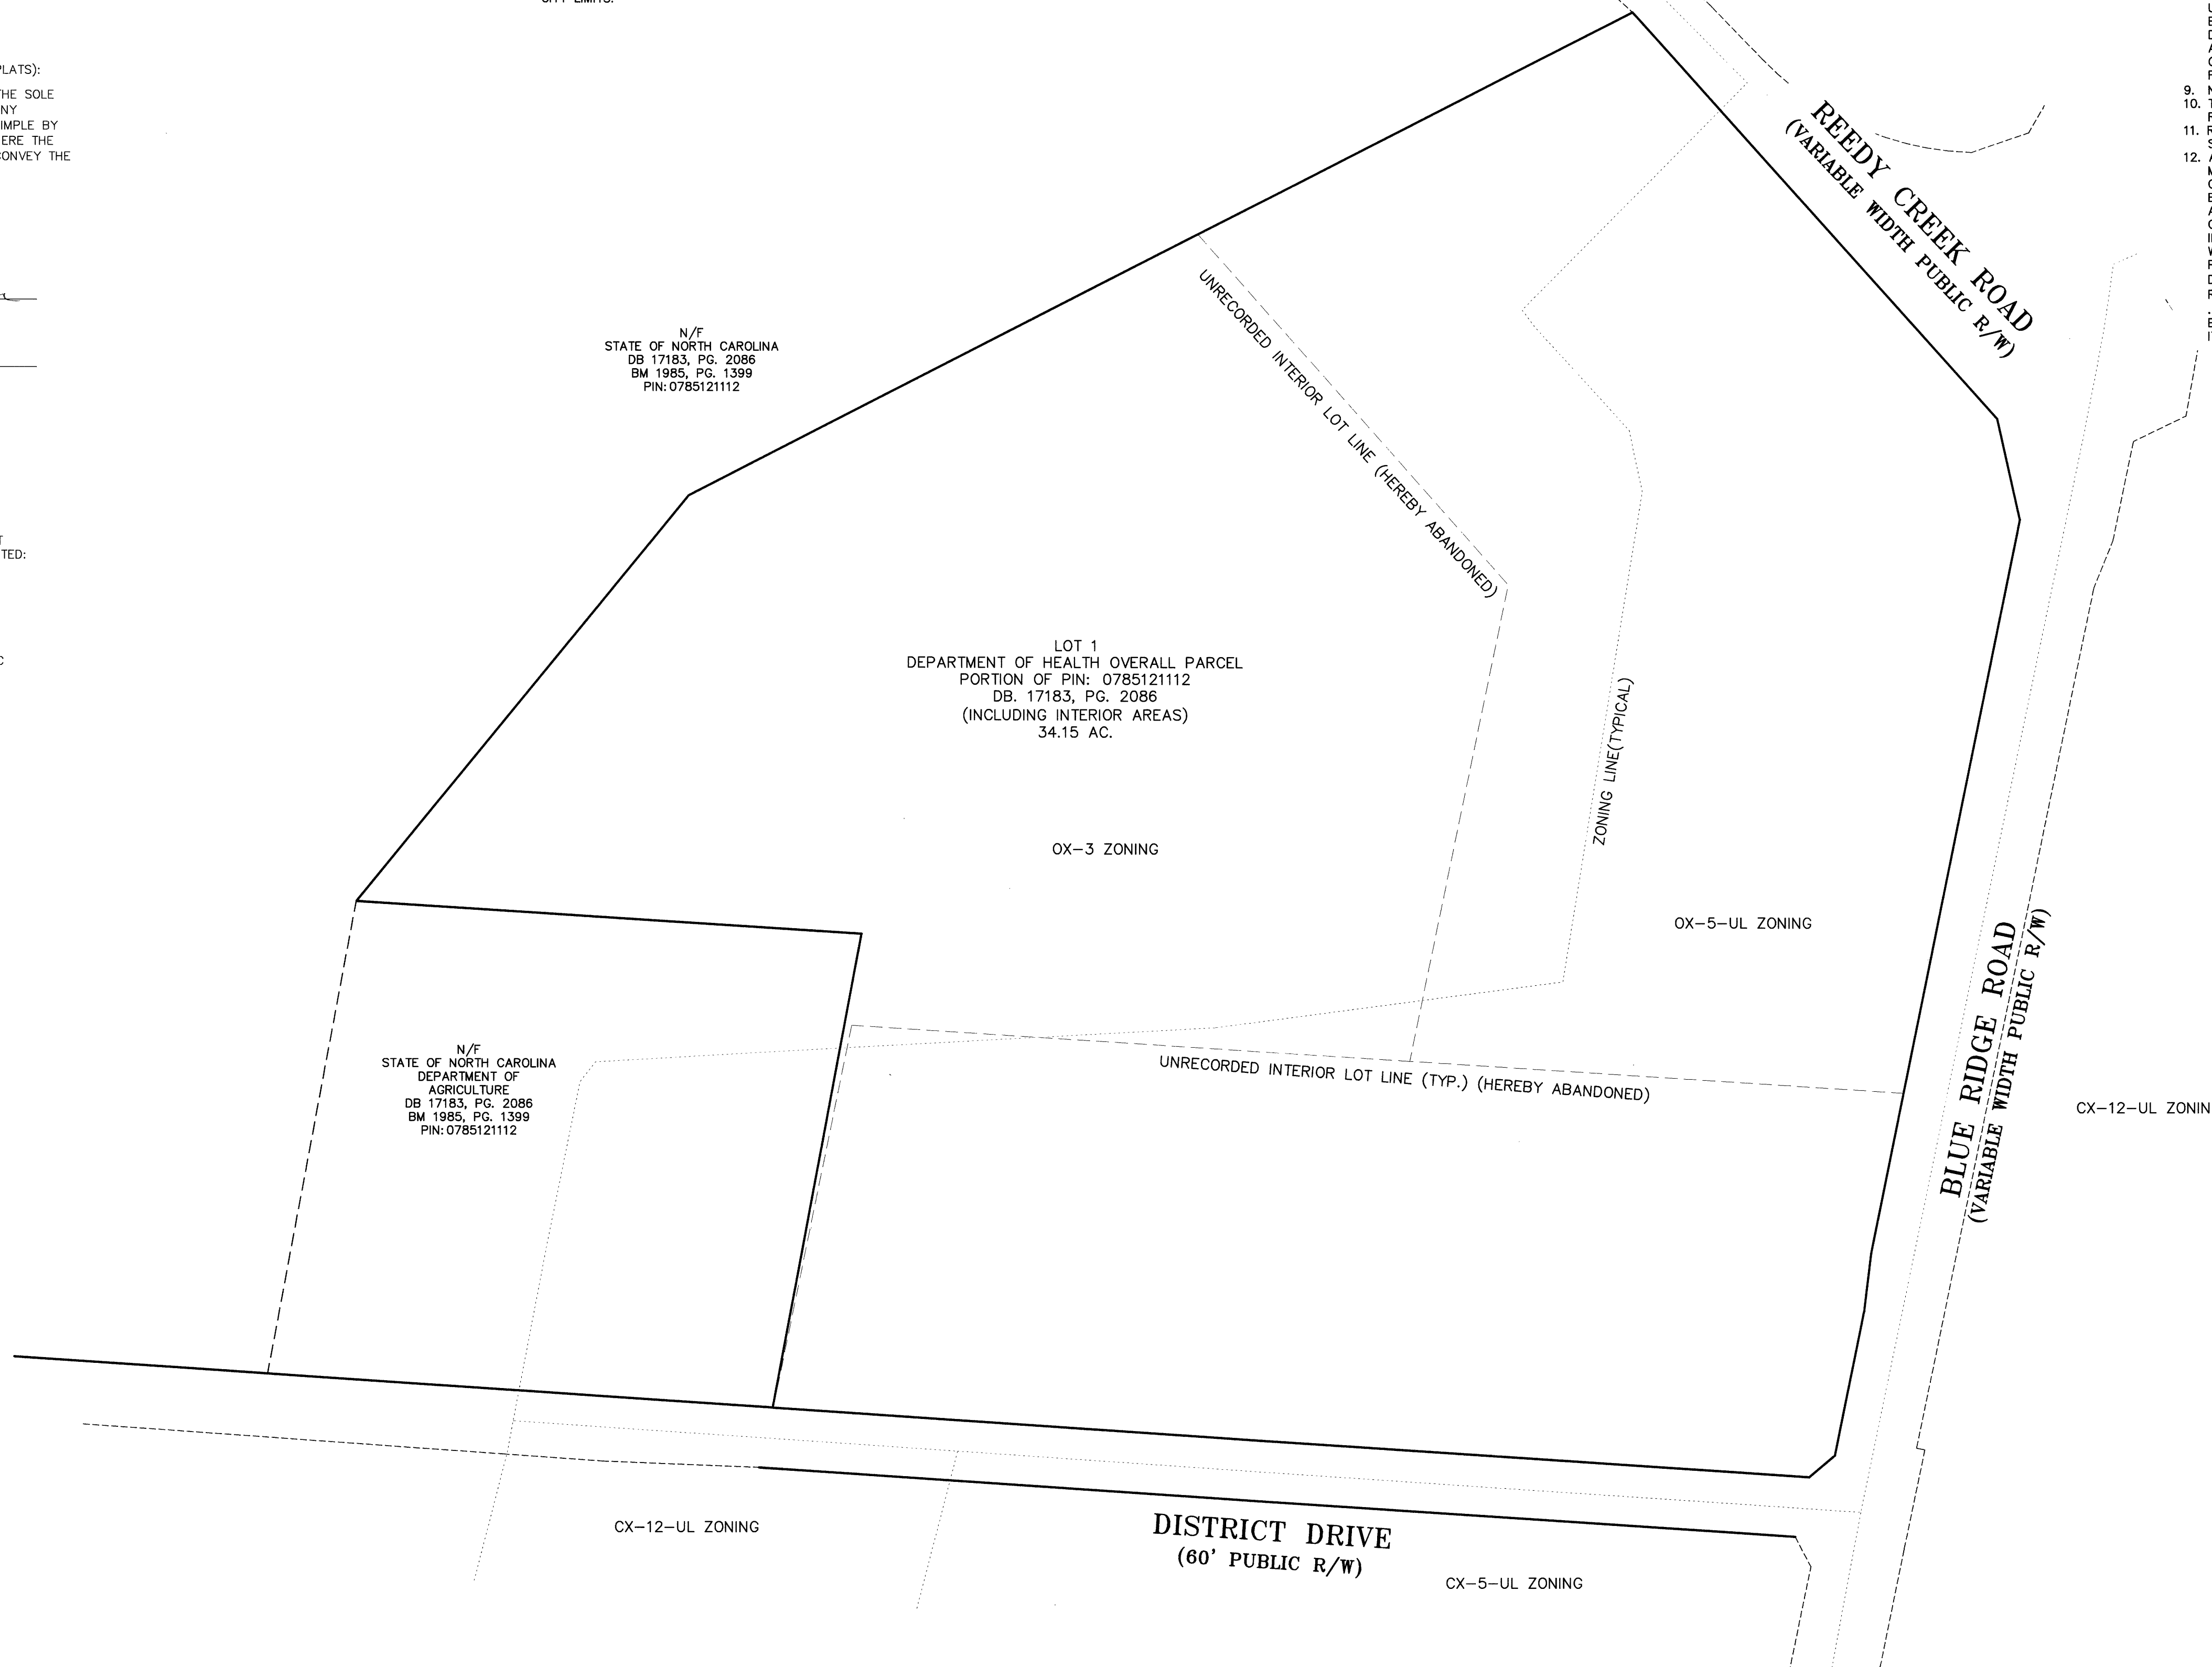 PLATS):
THE SOLE
NY
IMPLE BY
ERE THE
CONVEY THE
TED:
9. N
10. T
11. R
12. A
REEDY CREEK ROAD
(VARIABLE WIDTH PUBLIC R/W)
UNRECORDED INTERIOR LOT LINE (HEREBY ABANDONED)
N/F
STATE OF NORTH CAROLINA
DB 17183, PG. 2086
BM 1985, PG. 1399
PIN: 0785121112
LOT 1
DEPARTMENT OF HEALTH OVERALL PARCEL
PORTION OF PIN: 0785121112
DB. 17183, PG. 2086
(INCLUDING INTERIOR AREAS)
34.15 AC.
ZONING LINE(TYPICAL)
OX-3 ZONING
OX-5-UL ZONING
BLUE RIDGE ROAD
(VARIABLE WIDTH PUBLIC R/W)
N/F
STATE OF NORTH CAROLINA
DEPARTMENT OF
AGRICULTURE
DB 17183, PG. 2086
BM 1985, PG. 1399
PIN: 0785121112
UNRECORDED INTERIOR LOT LINE (TYP.) (HEREBY ABANDONED)
CX-12-UL ZONIN
CX-12-UL ZONING
DISTRICT DRIVE
(60' PUBLIC R/W)
CX-5-UL ZONING